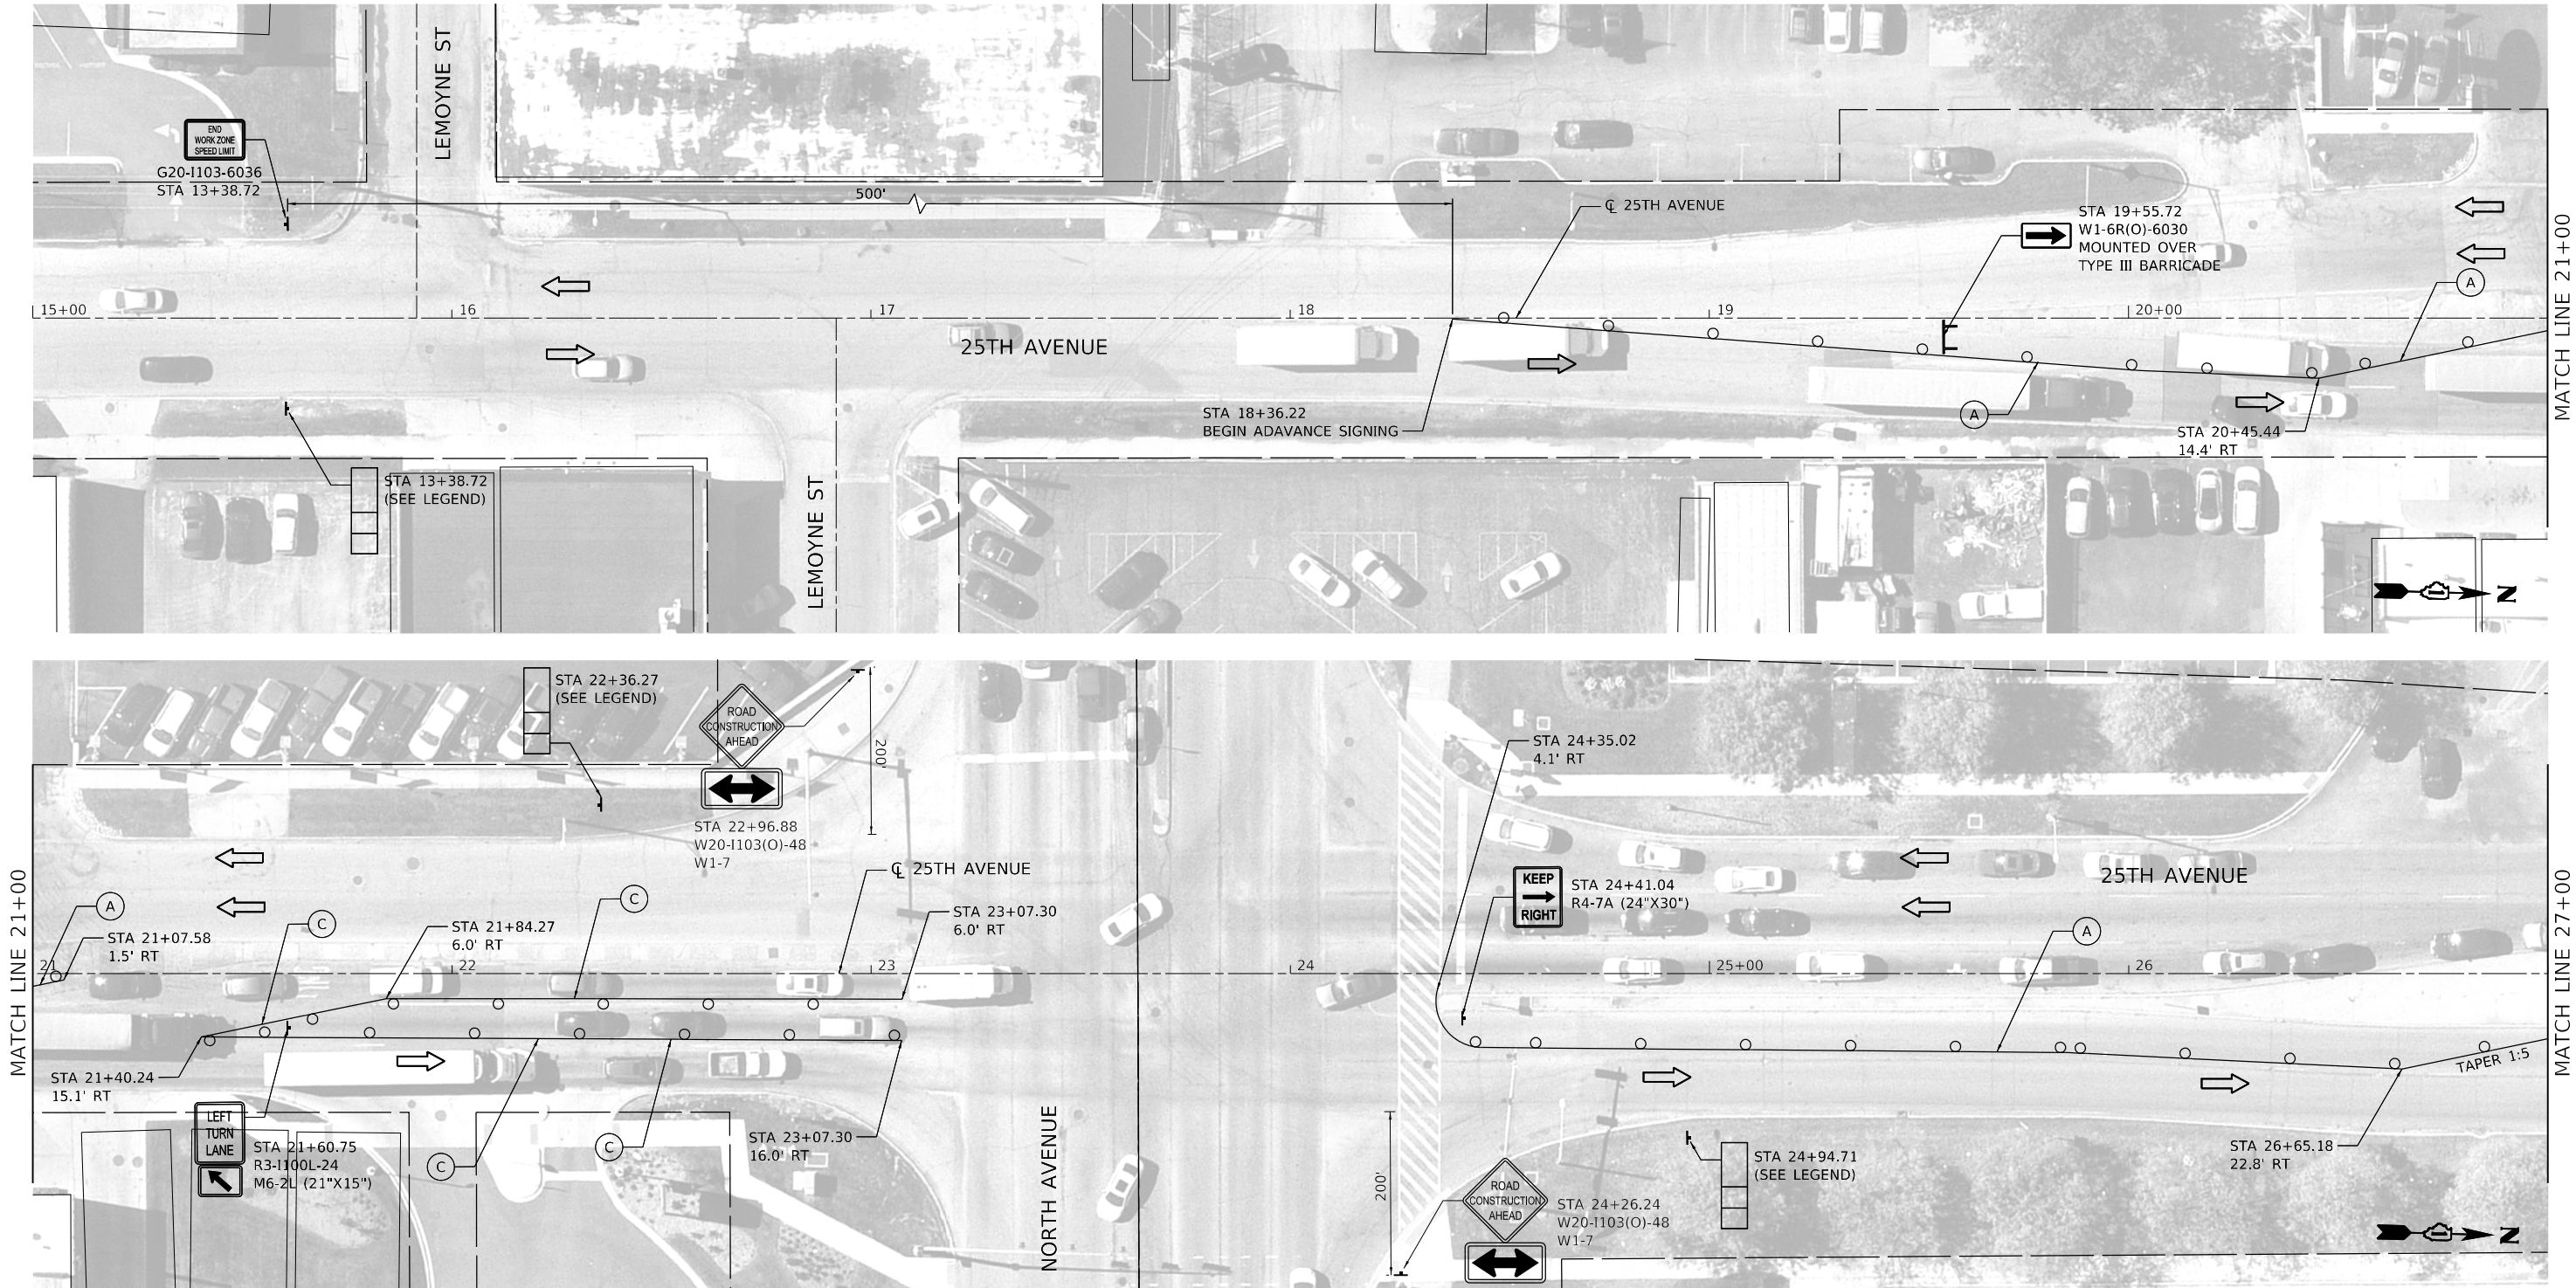 LEMOYNE ST
END
WORK ZONE
SPEED LIMIT
G20-I103-6036
STA 13+38.72
500'
℄ 25TH AVENUE
STA 19+55.72
W1-6R(O)-6030
MOUNTED OVER
TYPE III BARRICADE
A
MATCH LINE 21+00
15+00
16
17
18
19
20+00
25TH AVENUE
STA 18+36.22
BEGIN ADAVANCE SIGNING
A
STA 20+45.44
14.4' RT
STA 13+38.72
(SEE LEGEND)
LEMOYNE ST
N
STA 22+36.27
(SEE LEGEND)
ROAD
CONSTRUCTION
AHEAD
200'
STA 22+96.88
W20-I103(O)-48
W1-7
STA 24+35.02
4.1' RT
℄ 25TH AVENUE
KEEP
RIGHT
STA 24+41.04
R4-7A (24"X30")
25TH AVENUE
MATCH LINE 21+00
A
C
C
STA 21+07.58
1.5' RT
STA 21+84.27
6.0' RT
STA 23+07.30
6.0' RT
A
MATCH LINE 27+00
21
22
23
24
25+00
26
STA 21+40.24
15.1' RT
TAPER 1:5
LEFT
TURN
LANE
STA 21+60.75
R3-I100L-24
M6-2L (21"X15")
C
C
STA 23+07.30
16.0' RT
NORTH AVENUE
200'
ROAD
CONSTRUCTION
AHEAD
STA 24+26.24
W20-I103(O)-48
W1-7
STA 24+94.71
(SEE LEGEND)
STA 26+65.18
22.8' RT
N